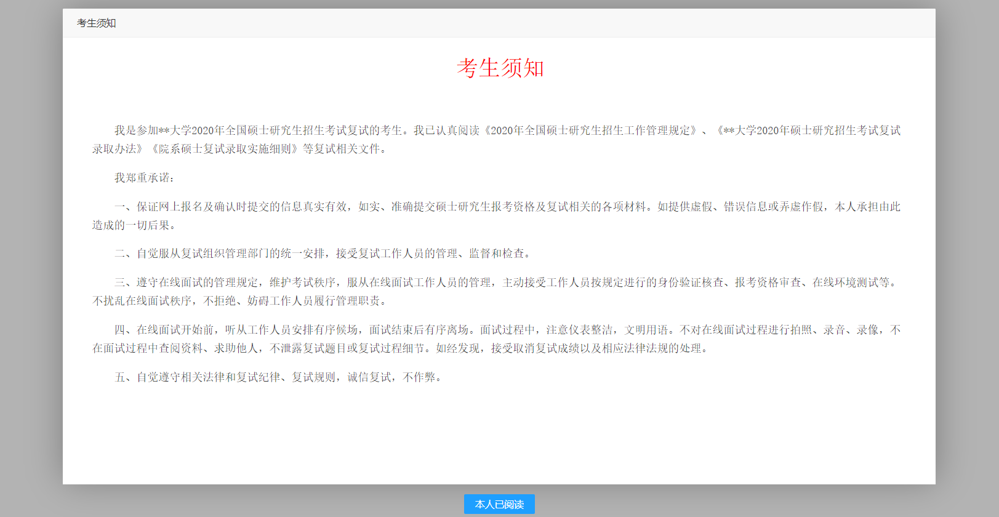 考生须知
考生须知
我是参加**大学2020年全国硕士研究生招生考试复试的考生。我已认真阅读《2020年全国硕士研究生招生工作管理规定》、《**大学2020年硕士研究招生考试复试
录取办法》《院系硕士复试录取实施细则》等复试相关文件。
我郑重承诺：
一、保证网上报名及确认时提交的信息真实有效，如实、准确提交硕士研究生报考资格及复试相关的各项材料。如提供虚假、错误信息或弄虚作假，本人承担由此
造成的一切后果。
二、自觉服从复试组织管理部门的统一安排，接受复试工作人员的管理、监督和检查。
三、遵守在线面试的管理规定，维护考试秩序，服从在线面试工作人员的管理，主动接受工作人员按规定进行的身份验证核查、报考资格审查、在线环境测试等。
不扰乱在线面试秩序，不拒绝、妨碍工作人员履行管理职责。
四、在线面试开始前，听从工作人员安排有序候场，面试结束后有序离场。面试过程中，注意仪表整洁，文明用语。不对在线面试过程进行拍照、录音、录像，不
在面试过程中查阅资料、求助他人，不泄露复试题目或复试过程细节。如经发现，接受取消复试成绩以及相应法律法规的处理。
五、自觉遵守相关法律和复试纪律、复试规则，诚信复试，不作弊。
本人已阅读